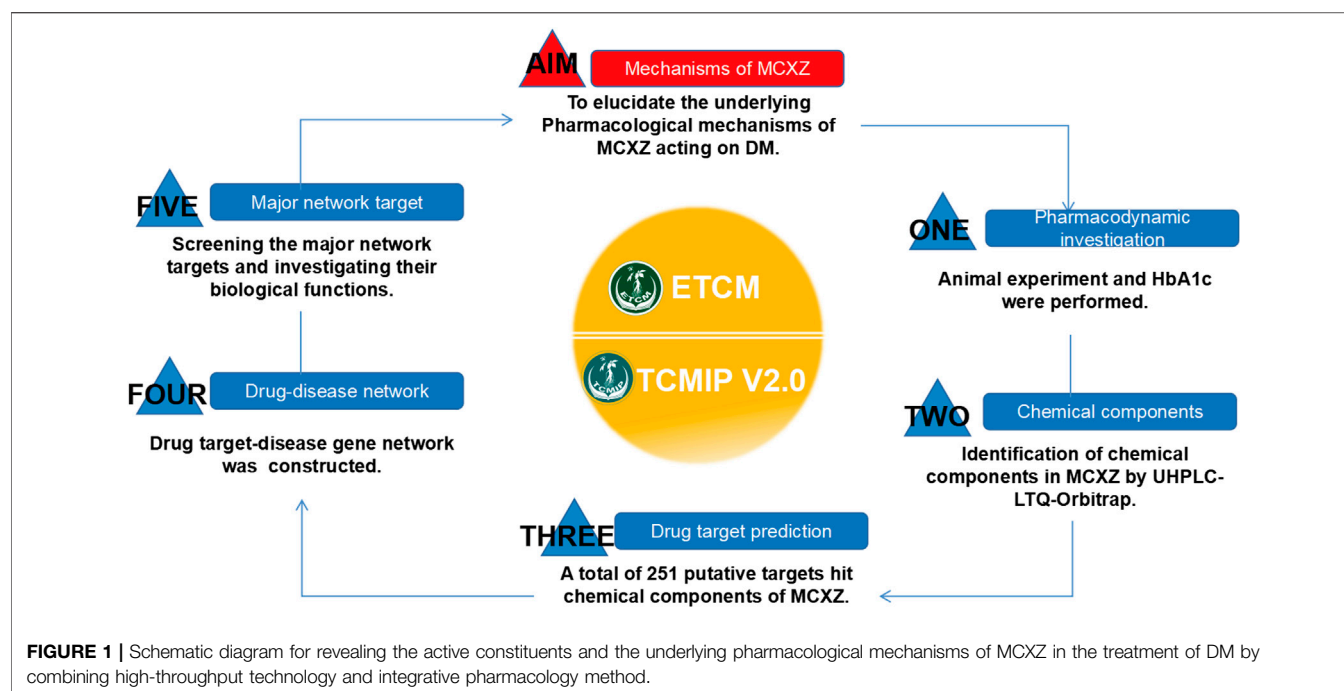 AIM
Mechanisms of MCXZ
To elucidate the underlying
Pharmacological mechanisms of
MCXZ acting on DM.
ONE
Pharmacodynamic
investigation
Animal experiment and HbA1c
were performed.
TWO
Chemical components
Identification of chemical
components in MCXZ by UHPLC-
LTQ-Orbitrap.
THREE
Drug target prediction
A total of 251 putative targets hit
chemical components of MCXZ.
FOUR
Drug-disease network
Drug target-disease gene network
was constructed.
FIVE
Major network target
Screening the major network
targets and investigating their
biological functions.
ETCM
ETCM
TCMIP
TCMIP V2.0
FIGURE 1 | Schematic diagram for revealing the active constituents and the underlying pharmacological mechanisms of MCXZ in the treatment of DM by
combining high-throughput technology and integrative pharmacology method.